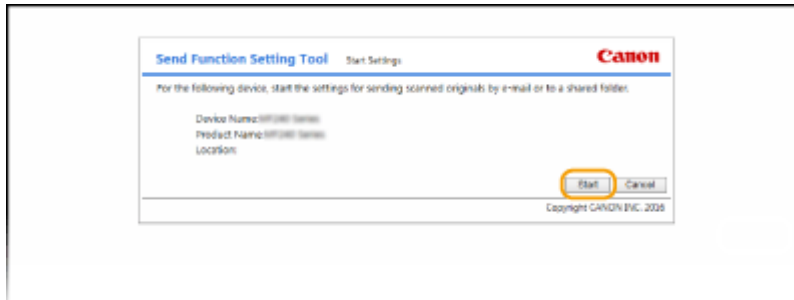 Send Function Setting Tool Start Settings Canon
For the following device, start the settings for sending scanned originals by e-mail or to a shared folder.
Device Name:
Product Name:
Location:
Start Cancel
Copyright CANON INC. 2016